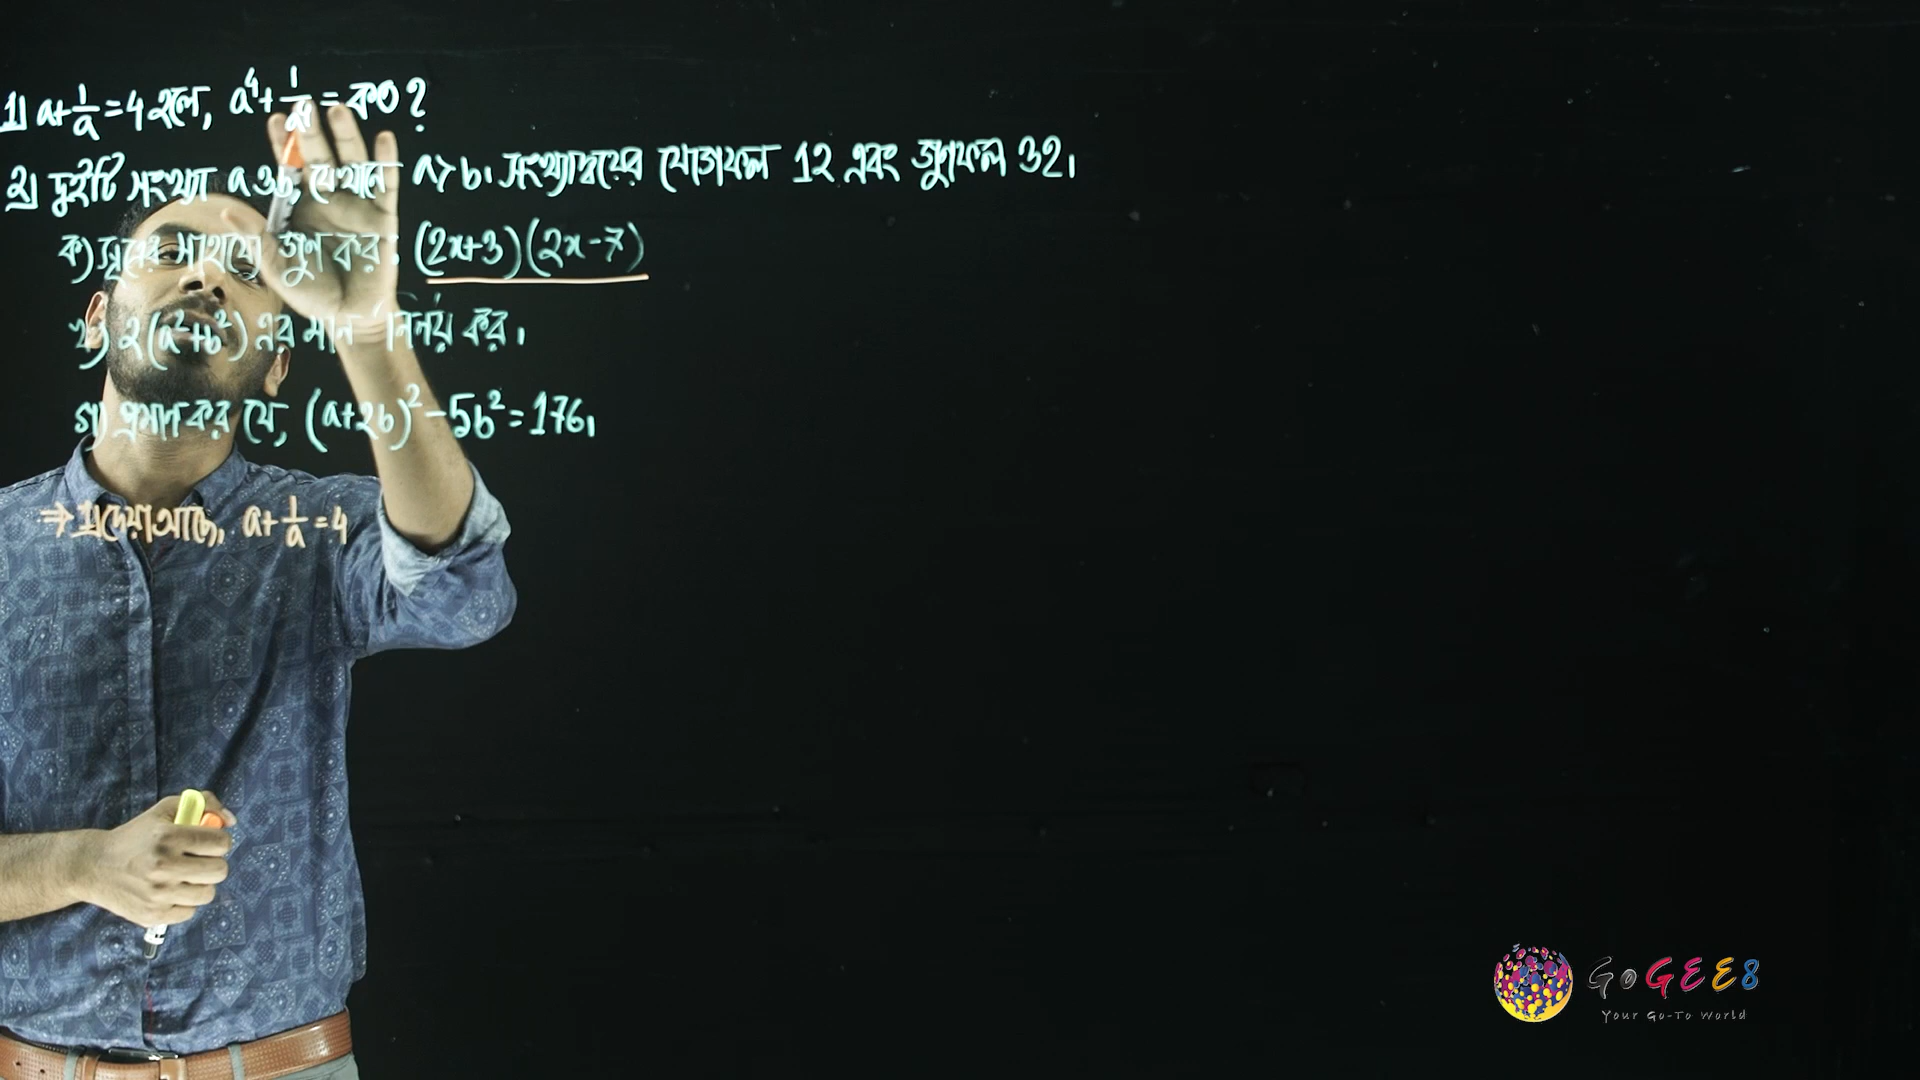 1) a + 1/a = 4 হলে, a⁴ + 1/a⁴ = কত ?
২) দুইটি সংখ্যা a ও b, যেখানে a > b। সংখ্যাদ্বয়ের যোগফল 12 এবং গুণফল 32।
ক) সূত্রের সাহায্যে গুণ কর : (2x+3)(2x-7)
খ) 2(a²+b²) এর মান নির্ণয় কর।
গ) প্রমাণ কর যে, (a+2b)² - 5b² = 176।
⇒ 1) দেয়া আছে, a + 1/a = 4
GoGEE8
Your Go-To World